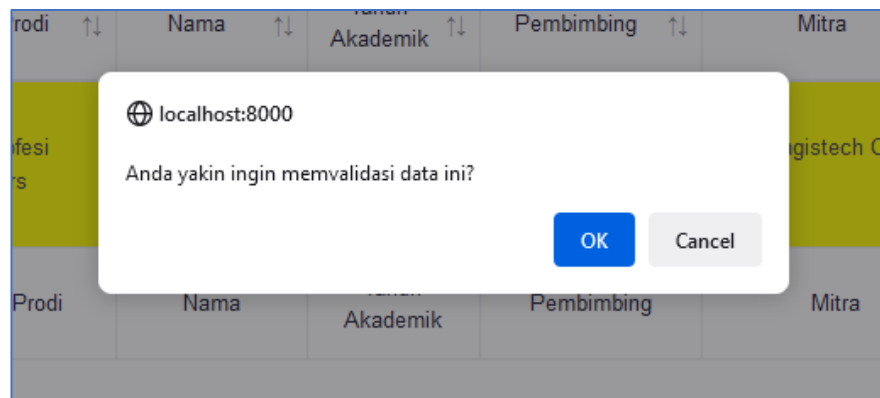 rodi Nama Akademik Pembimbing Mitra
localhost:8000
Anda yakin ingin memvalidasi data ini?
OK Cancel
Prodi Nama Akademik Pembimbing Mitra